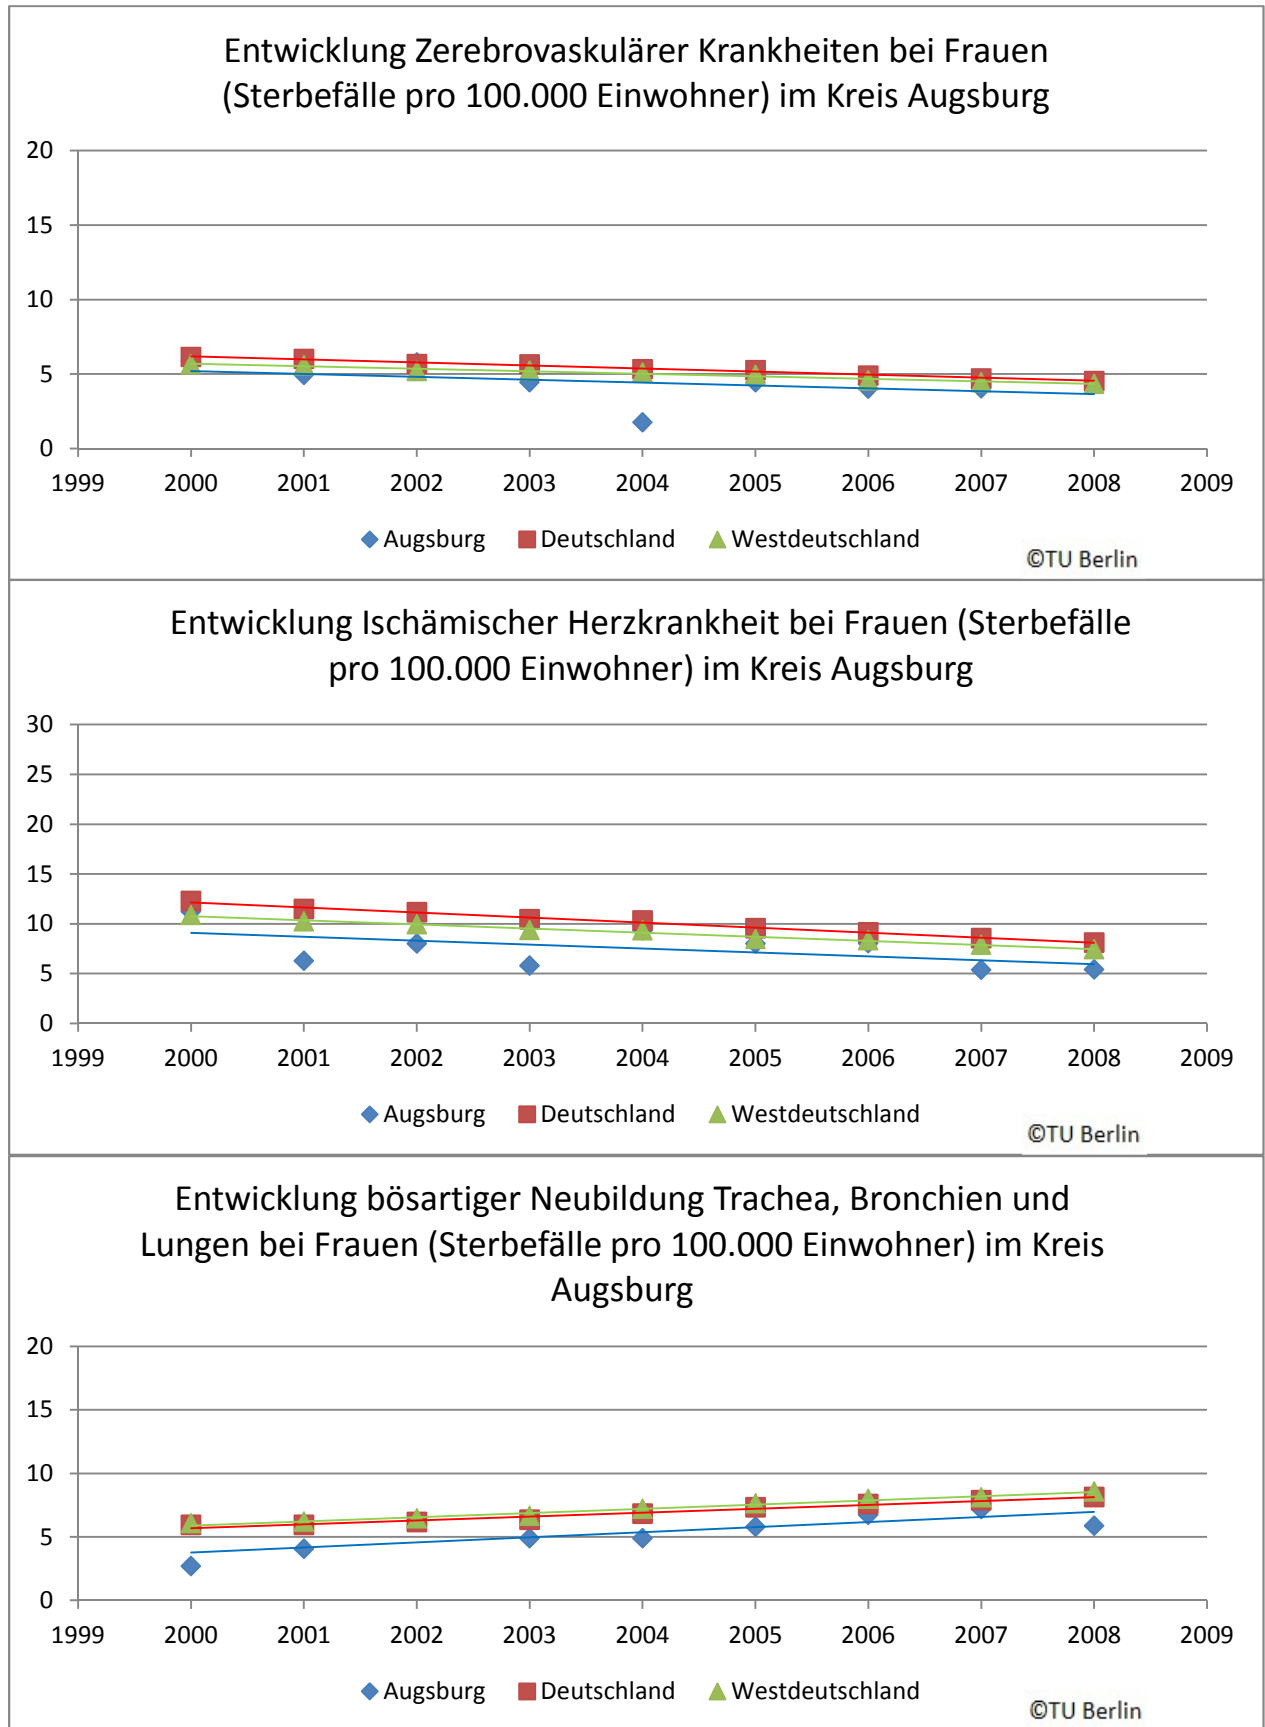 Entwicklung Zerebrovaskulärer Krankheiten bei Frauen
(Sterbefälle pro 100.000 Einwohner) im Kreis Augsburg
20
15
10
5
0
1999 2000 2001 2002 2003 2004 2005 2006 2007 2008 2009
Augsburg Deutschland Westdeutschland
©TU Berlin
Entwicklung Ischämischer Herzkrankheit bei Frauen (Sterbefälle
pro 100.000 Einwohner) im Kreis Augsburg
30
25
20
15
10
5
0
1999 2000 2001 2002 2003 2004 2005 2006 2007 2008 2009
Augsburg Deutschland Westdeutschland
©TU Berlin
Entwicklung bösartiger Neubildung Trachea, Bronchien und
Lungen bei Frauen (Sterbefälle pro 100.000 Einwohner) im Kreis
Augsburg
20
15
10
5
0
1999 2000 2001 2002 2003 2004 2005 2006 2007 2008 2009
Augsburg Deutschland Westdeutschland
©TU Berlin